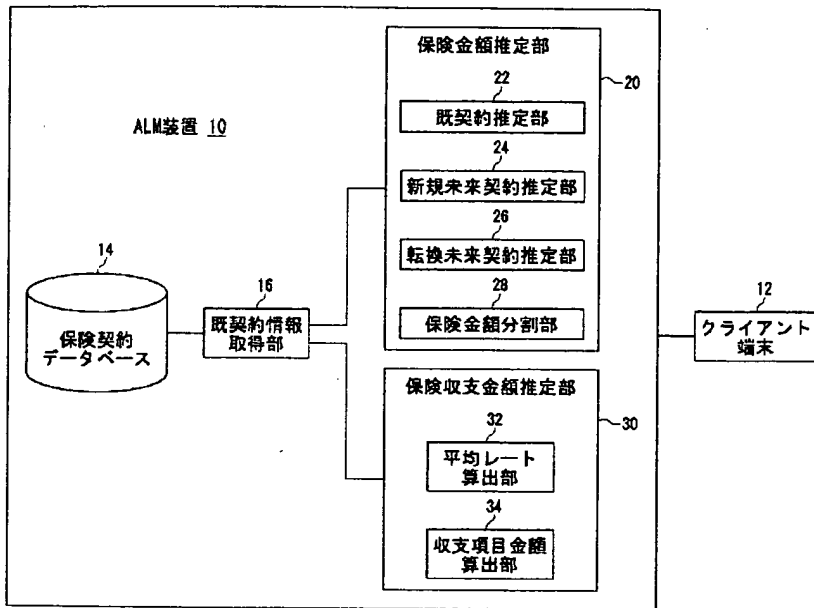 保険金額推定部
20
22
既契約推定部
ALM装置 10
24
新規未来契約推定部
26
転換未来契約推定部
28
保険金額分割部
14
保険契約
データベース
16
既契約情報
取得部
12
クライアント
端末
保険収支金額推定部
30
32
平均レート
算出部
34
収支項目金額
算出部